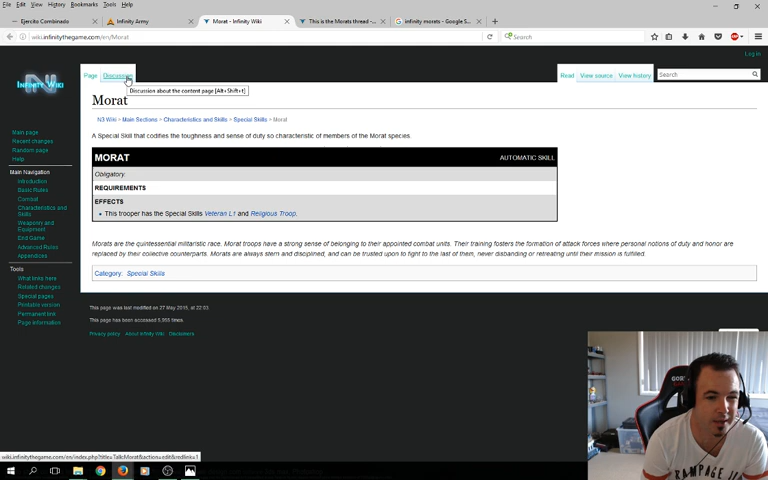 File Edit View History Bookmarks Tools Help
Ejercito Combinado
Infinity Army
Morat - Infinity Wiki
This is the Morats thread -...
infinity morats - Google S...
wiki.infinitythegame.com/en/Morat
Search
Log in
Infinity Wiki
Page Discussion
Read View source View history
Search
Discussion about the content page [Alt+Shift+t]
Morat
N3 Wiki > Main Sections > Characteristics and Skills > Special Skills > Morat
A Special Skill that codifies the toughness and sense of duty so characteristic of members of the Morat species.
MORAT AUTOMATIC SKILL
Obligatory.
REQUIREMENTS
EFFECTS
• This trooper has the Special Skills Veteran L1 and Religious Troop.
Morats are the quintessential militaristic race. Morat troops have a strong sense of belonging to their appointed combat units. Their training fosters the formation of attack forces where personal notions of duty and honor are
replaced by their collective counterparts. Morats are always stern and disciplined, and can be trusted upon to fight to the last of them, never disbanding or retreating until their mission is fulfilled.
Category: Special Skills
This page was last modified on 27 May 2015, at 22:03.
This page has been accessed 5,955 times.
Privacy policy About Infinity Wiki Disclaimers
Main page
Recent changes
Random page
Help
Main Navigation
Introduction
Basic Rules
Combat
Characteristics and
Skills
Weaponry and
Equipment
End Game
Advanced Rules
Appendices
Tools
What links here
Related changes
Special pages
Printable version
Permanent link
Page information
wiki.infinitythegame.com/en/index.php?title=Talk:Morat&action=edit&redlink=1
RAMPAGE